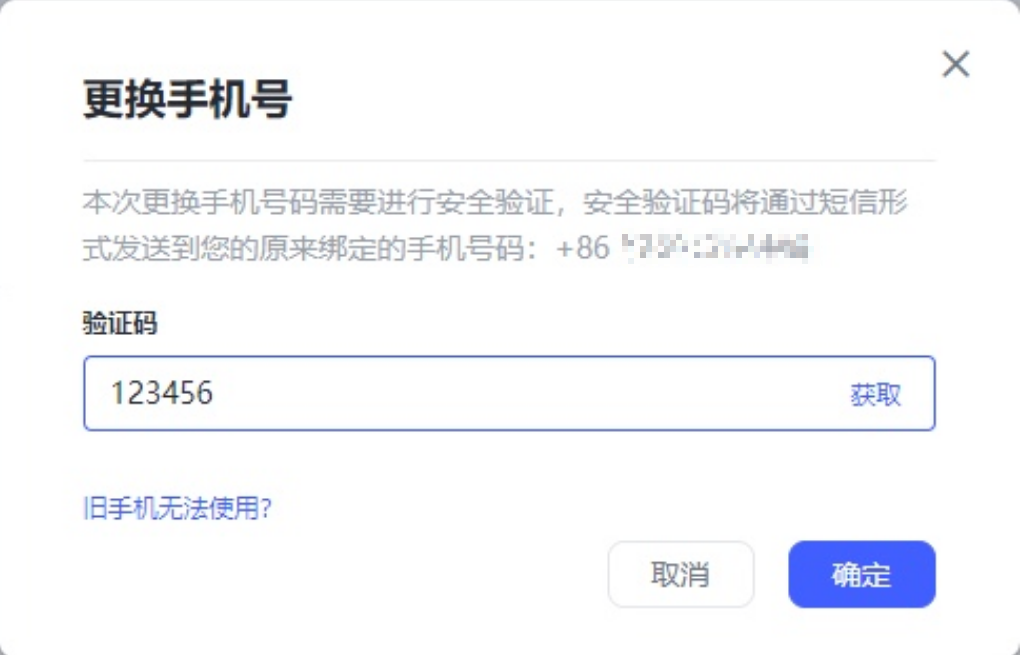 更换手机号
本次更换手机号码需要进行安全验证，安全验证码将通过短信形
式发送到您的原来绑定的手机号码：+86
验证码
123456
获取
旧手机无法使用?
取消
确定